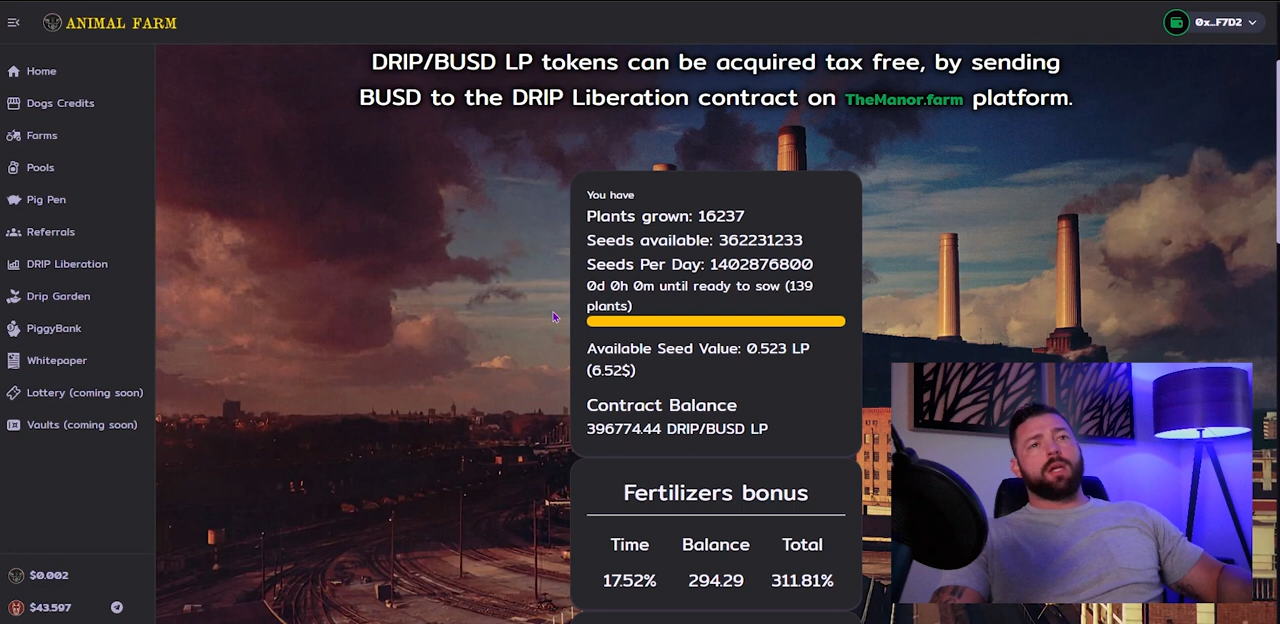 ANIMAL FARM
0x..F7D2
Home
Dogs Credits
Farms
Pools
Pig Pen
Referrals
DRIP Liberation
Drip Garden
PiggyBank
Whitepaper
Lottery (coming soon)
Vaults (coming soon)
$0.002
$43.597
DRIP/BUSD LP tokens can be acquired tax free, by sending
BUSD to the DRIP Liberation contract on TheManor.farm platform.
You have
Plants grown: 16237
Seeds available: 362231233
Seeds Per Day: 1402876800
0d 0h 0m until ready to sow (139
plants)
Available Seed Value: 0.523 LP
(6.52$)
Contract Balance
396774.44 DRIP/BUSD LP
Fertilizers bonus
Time Balance Total
17.52% 294.29 311.81%